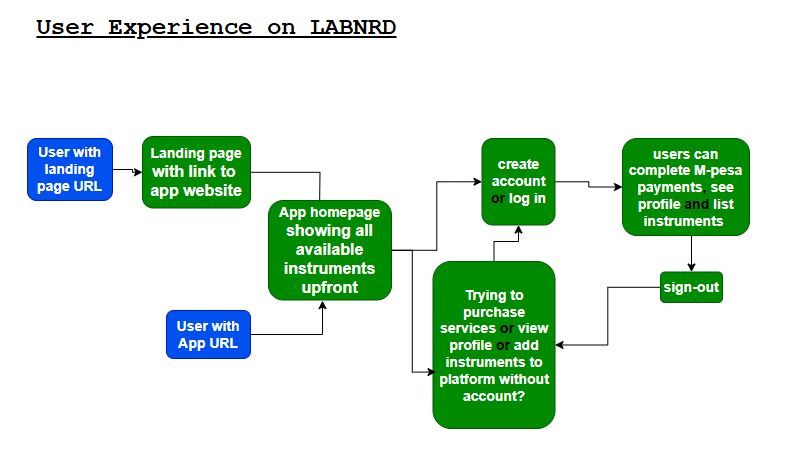 User Experience on LABNRD
User with
landing
page URL
Landing page
with link to
app website
App homepage
showing all
available
instruments
upfront
User with
App URL
create
account
or log in
users can
complete M-pesa
payments, see
profile and list
instruments
sign-out
Trying to
purchase
services or view
profile or add
instruments to
platform without
account?